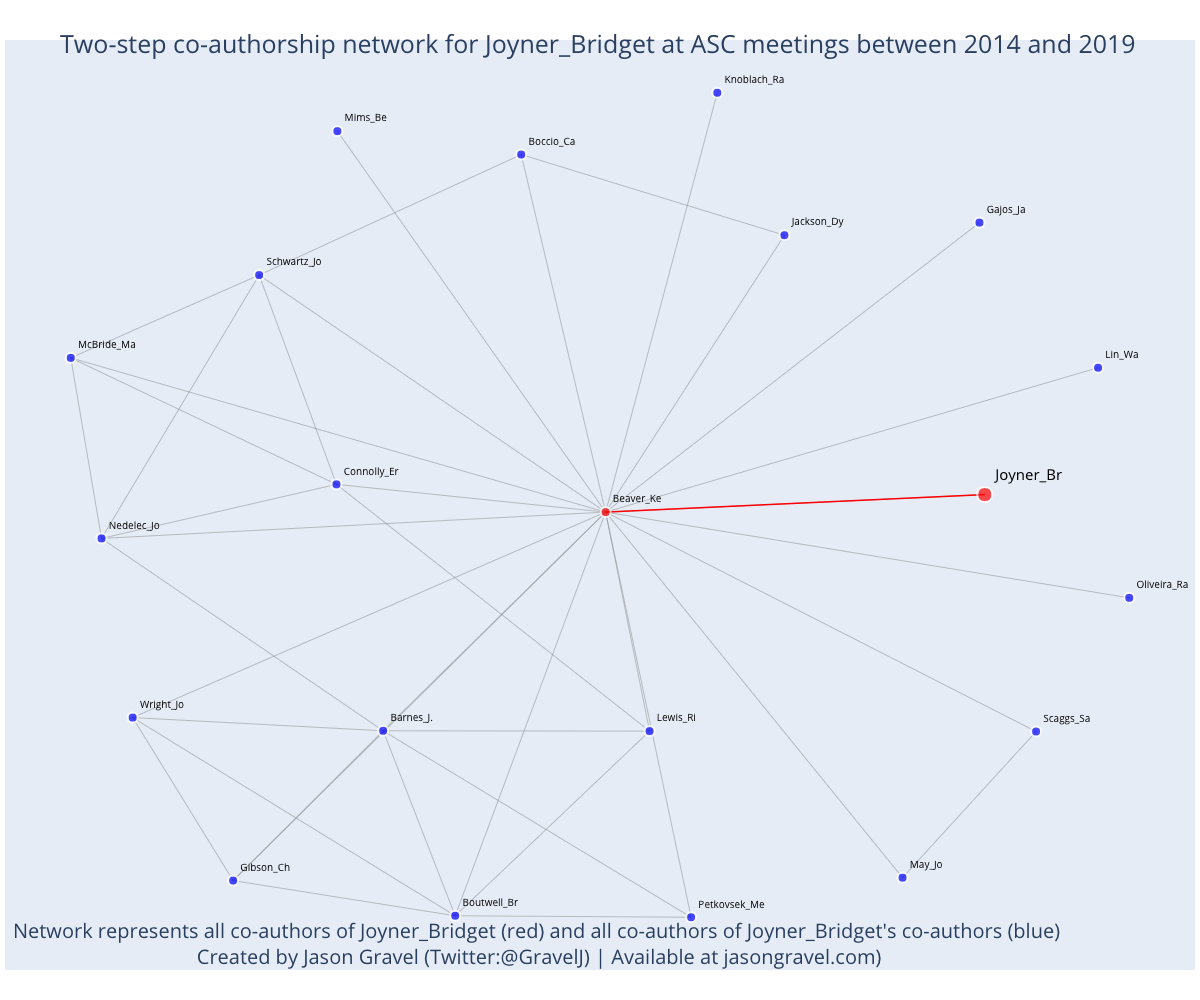 Two-step co-authorship network for Joyner_Bridget at ASC meetings between 2014 and 2019
Knoblach_Ra
Mims_Be
Boccio_Ca
Gajos_Ja
Jackson_Dy
Schwartz_Jo
McBride_Ma
Lin_Wa
Connolly_Er
Joyner_Br
Beaver_Ke
Nedelec_Jo
Oliveira_Ra
Wright_Jo
Barnes_J.
Lewis_Ri
Scaggs_Sa
Gibson_Ch
May_Jo
Boutwell_Br
Petkovsek_Me
Network represents all co-authors of Joyner_Bridget (red) and all co-authors of Joyner_Bridget's co-authors (blue)
Created by Jason Gravel (Twitter:@GravelJ) | Available at jasongravel.com)